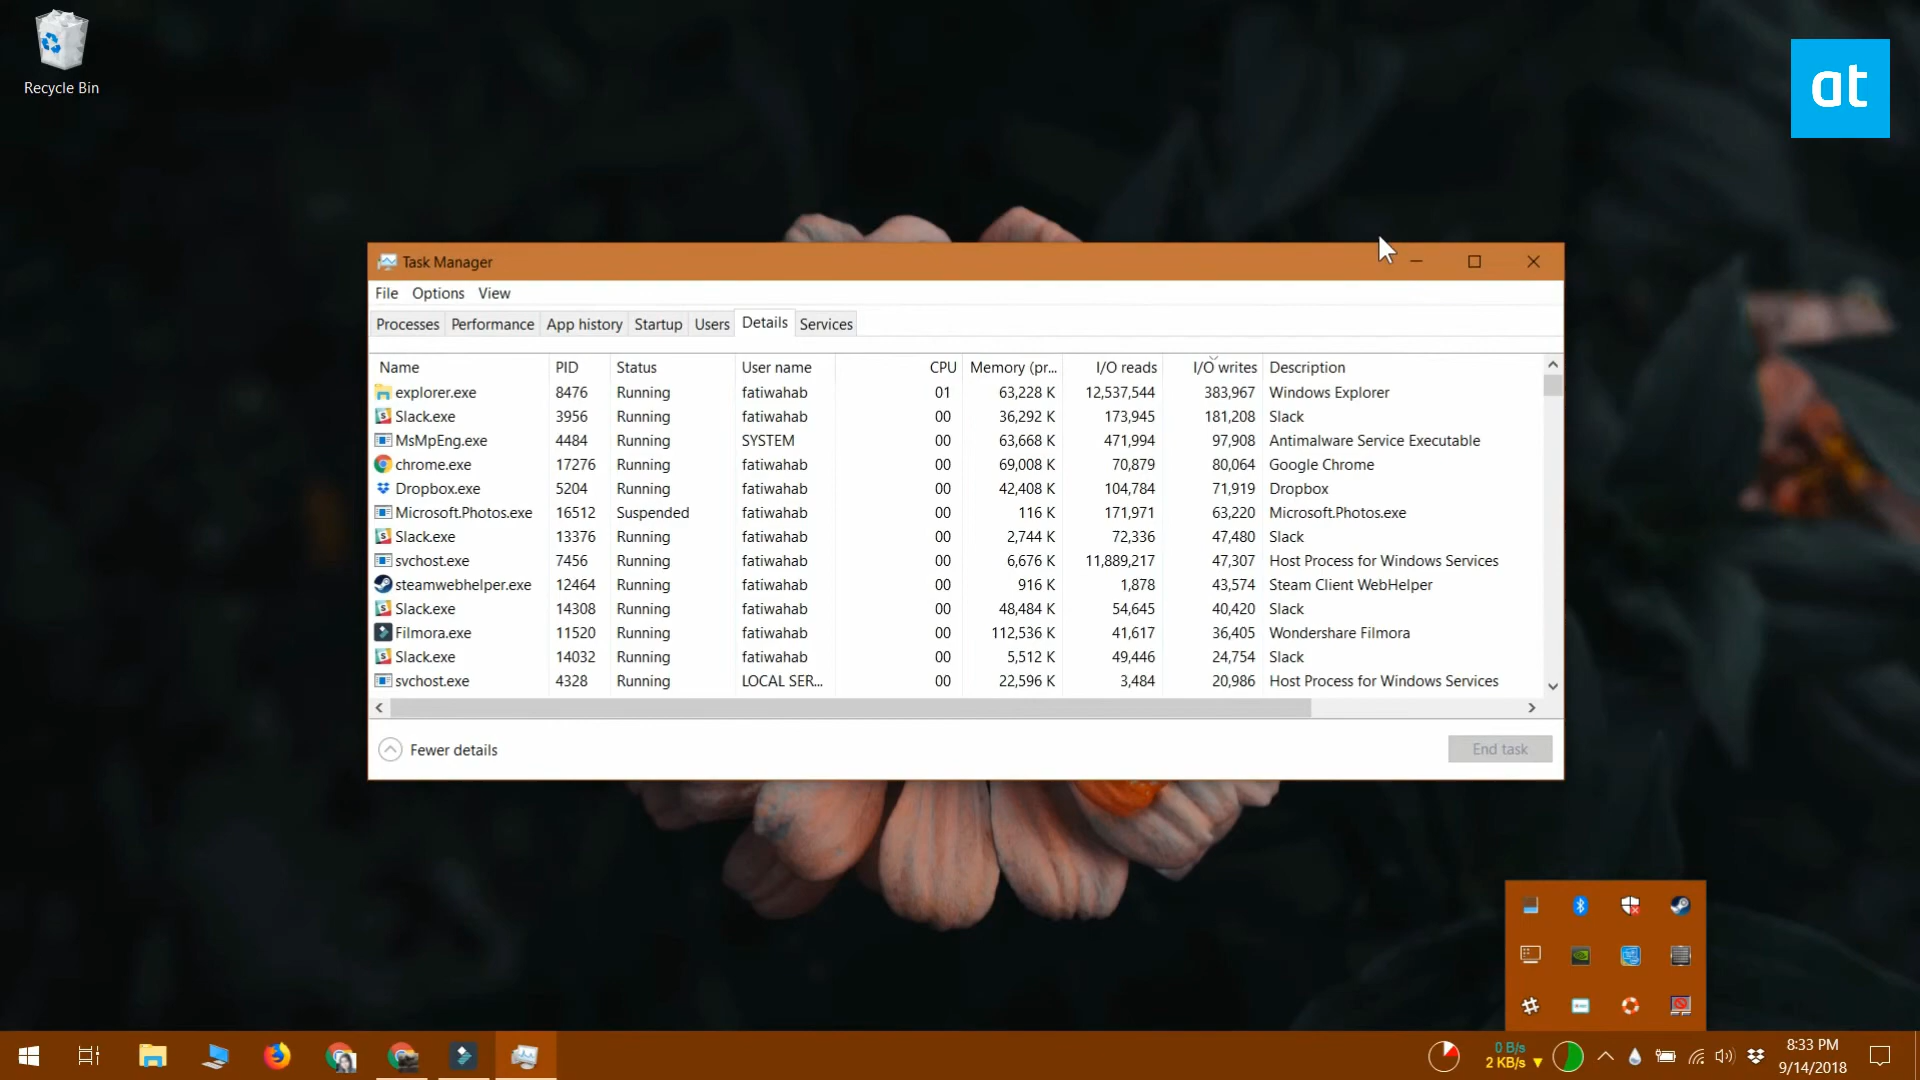 Recycle Bin
at
Task Manager
File Options View
Processes Performance App history Startup Users Details Services
Name PID Status User name CPU Memory (pr... I/O reads I/O writes Description
explorer.exe 8476 Running fatiwahab 01 63,228 K 12,537,544 383,967 Windows Explorer
Slack.exe 3956 Running fatiwahab 00 36,292 K 173,945 181,208 Slack
MsMpEng.exe 4484 Running SYSTEM 00 63,668 K 471,994 97,908 Antimalware Service Executable
chrome.exe 17276 Running fatiwahab 00 69,008 K 70,879 80,064 Google Chrome
Dropbox.exe 5204 Running fatiwahab 00 42,408 K 104,784 71,919 Dropbox
Microsoft.Photos.exe 16512 Suspended fatiwahab 00 116 K 171,971 63,220 Microsoft.Photos.exe
Slack.exe 13376 Running fatiwahab 00 2,744 K 72,336 47,480 Slack
svchost.exe 7456 Running fatiwahab 00 6,676 K 11,889,217 47,307 Host Process for Windows Services
steamwebhelper.exe 12464 Running fatiwahab 00 916 K 1,878 43,574 Steam Client WebHelper
Slack.exe 14308 Running fatiwahab 00 48,484 K 54,645 40,420 Slack
Filmora.exe 11520 Running fatiwahab 00 112,536 K 41,617 36,405 Wondershare Filmora
Slack.exe 14032 Running fatiwahab 00 5,512 K 49,446 24,754 Slack
svchost.exe 4328 Running LOCAL SER... 00 22,596 K 3,484 20,986 Host Process for Windows Services
Fewer details
End task
0 B/s
2 KB/s
8:33 PM
9/14/2018